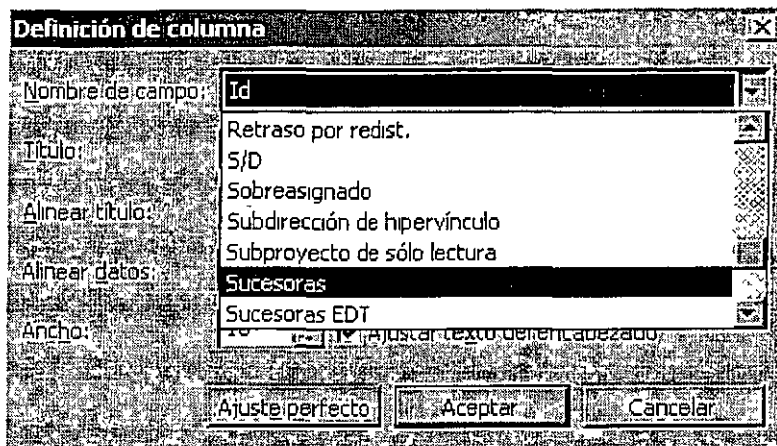 Definición de columna
Nombre de campo: Id
Retraso por redist.
Título:
S/D
Sobreasignado
Alinear título:
Subdirección de hipervínculo
Subproyecto de sólo lectura
Alinear datos:
Sucesoras
Sucesoras EDT
Ancho:
Ajustar texto del encabezado
Ajuste perfecto Aceptar Cancelar